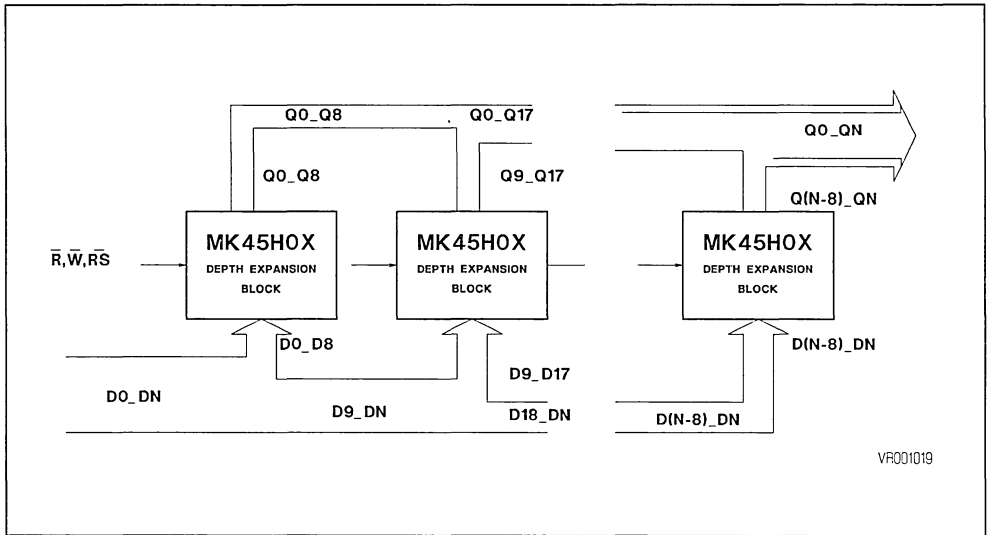 Q0_Q8
Q0_Q17
Q0_QN
Q0_Q8
Q9_Q17
Q(N-8)_QN
R̅,W̅,R̅S̅
MK45H0X
DEPTH EXPANSION
BLOCK
MK45H0X
DEPTH EXPANSION
BLOCK
MK45H0X
DEPTH EXPANSION
BLOCK
D0_D8
D(N-8)_DN
D9_D17
D0_DN
D9_DN
D18_DN
D(N-8)_DN
VR001019